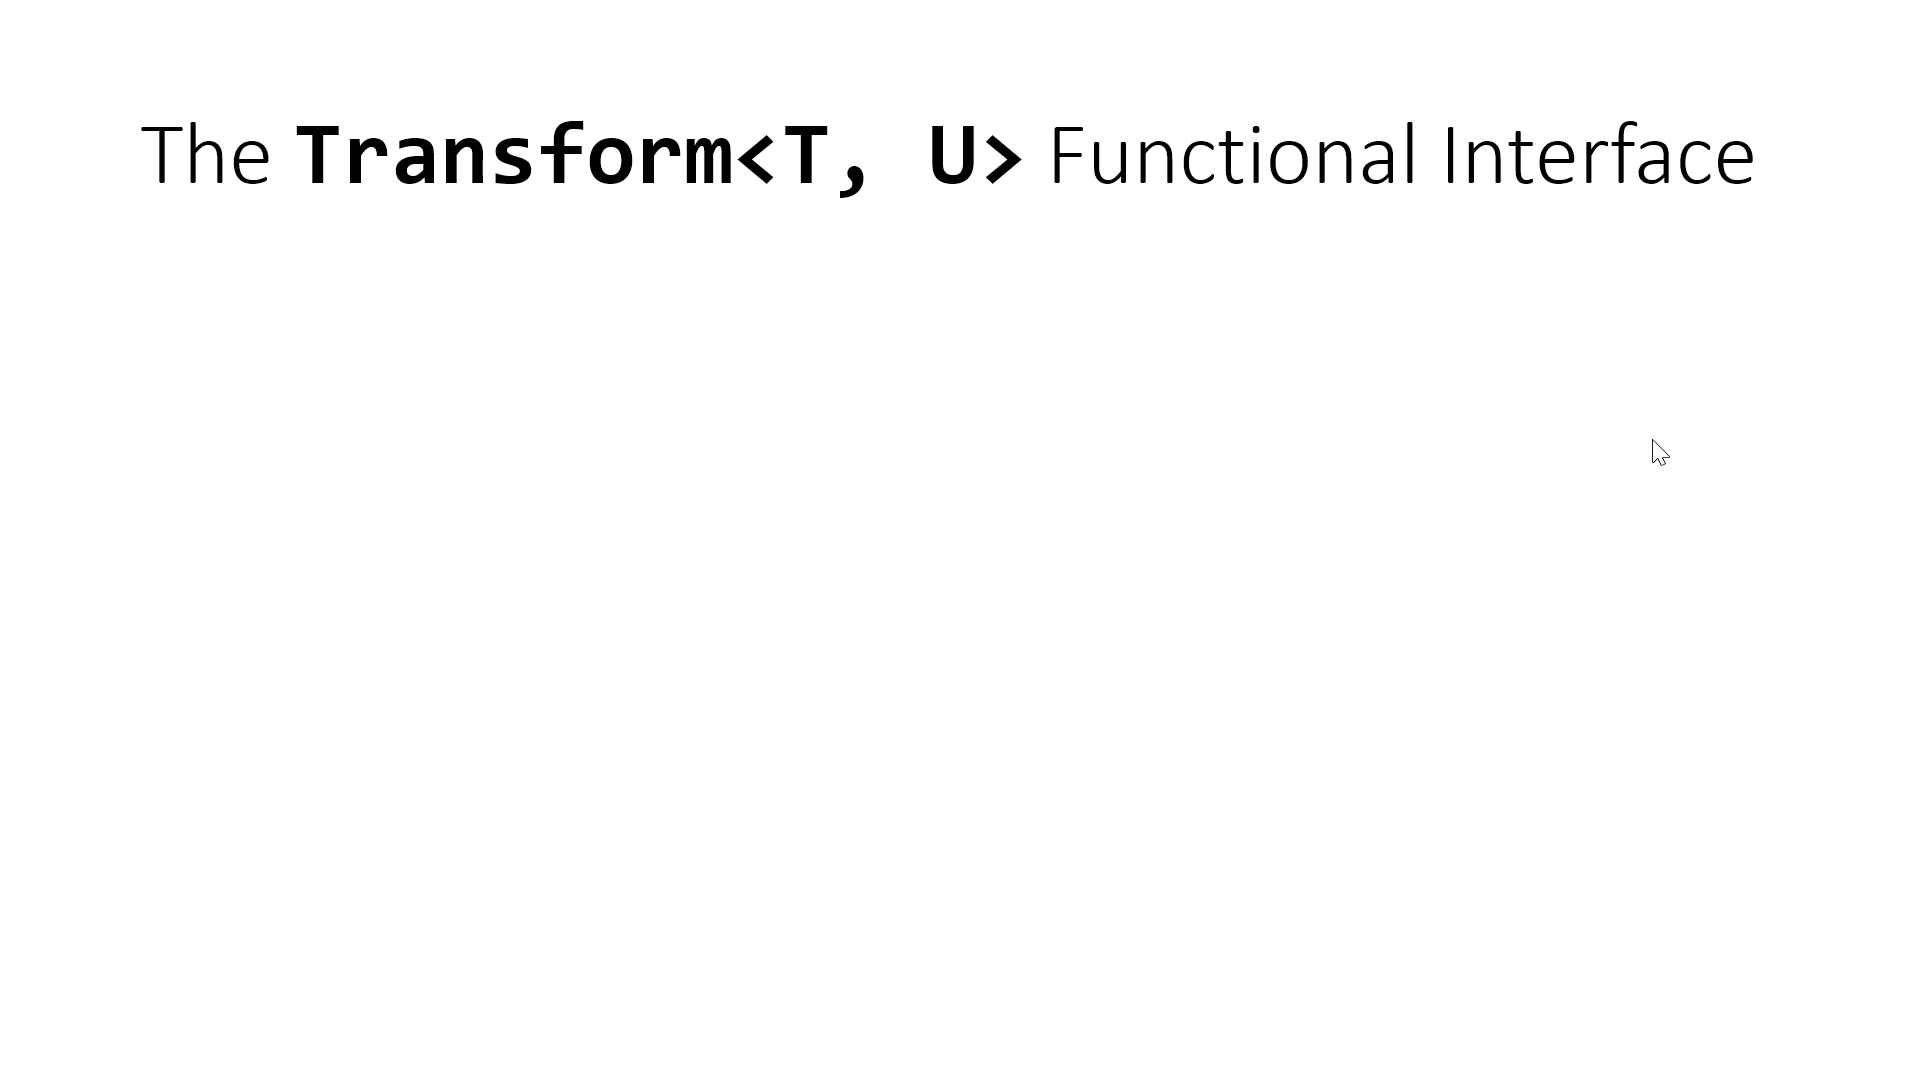 The Transform<T, U> Functional Interface